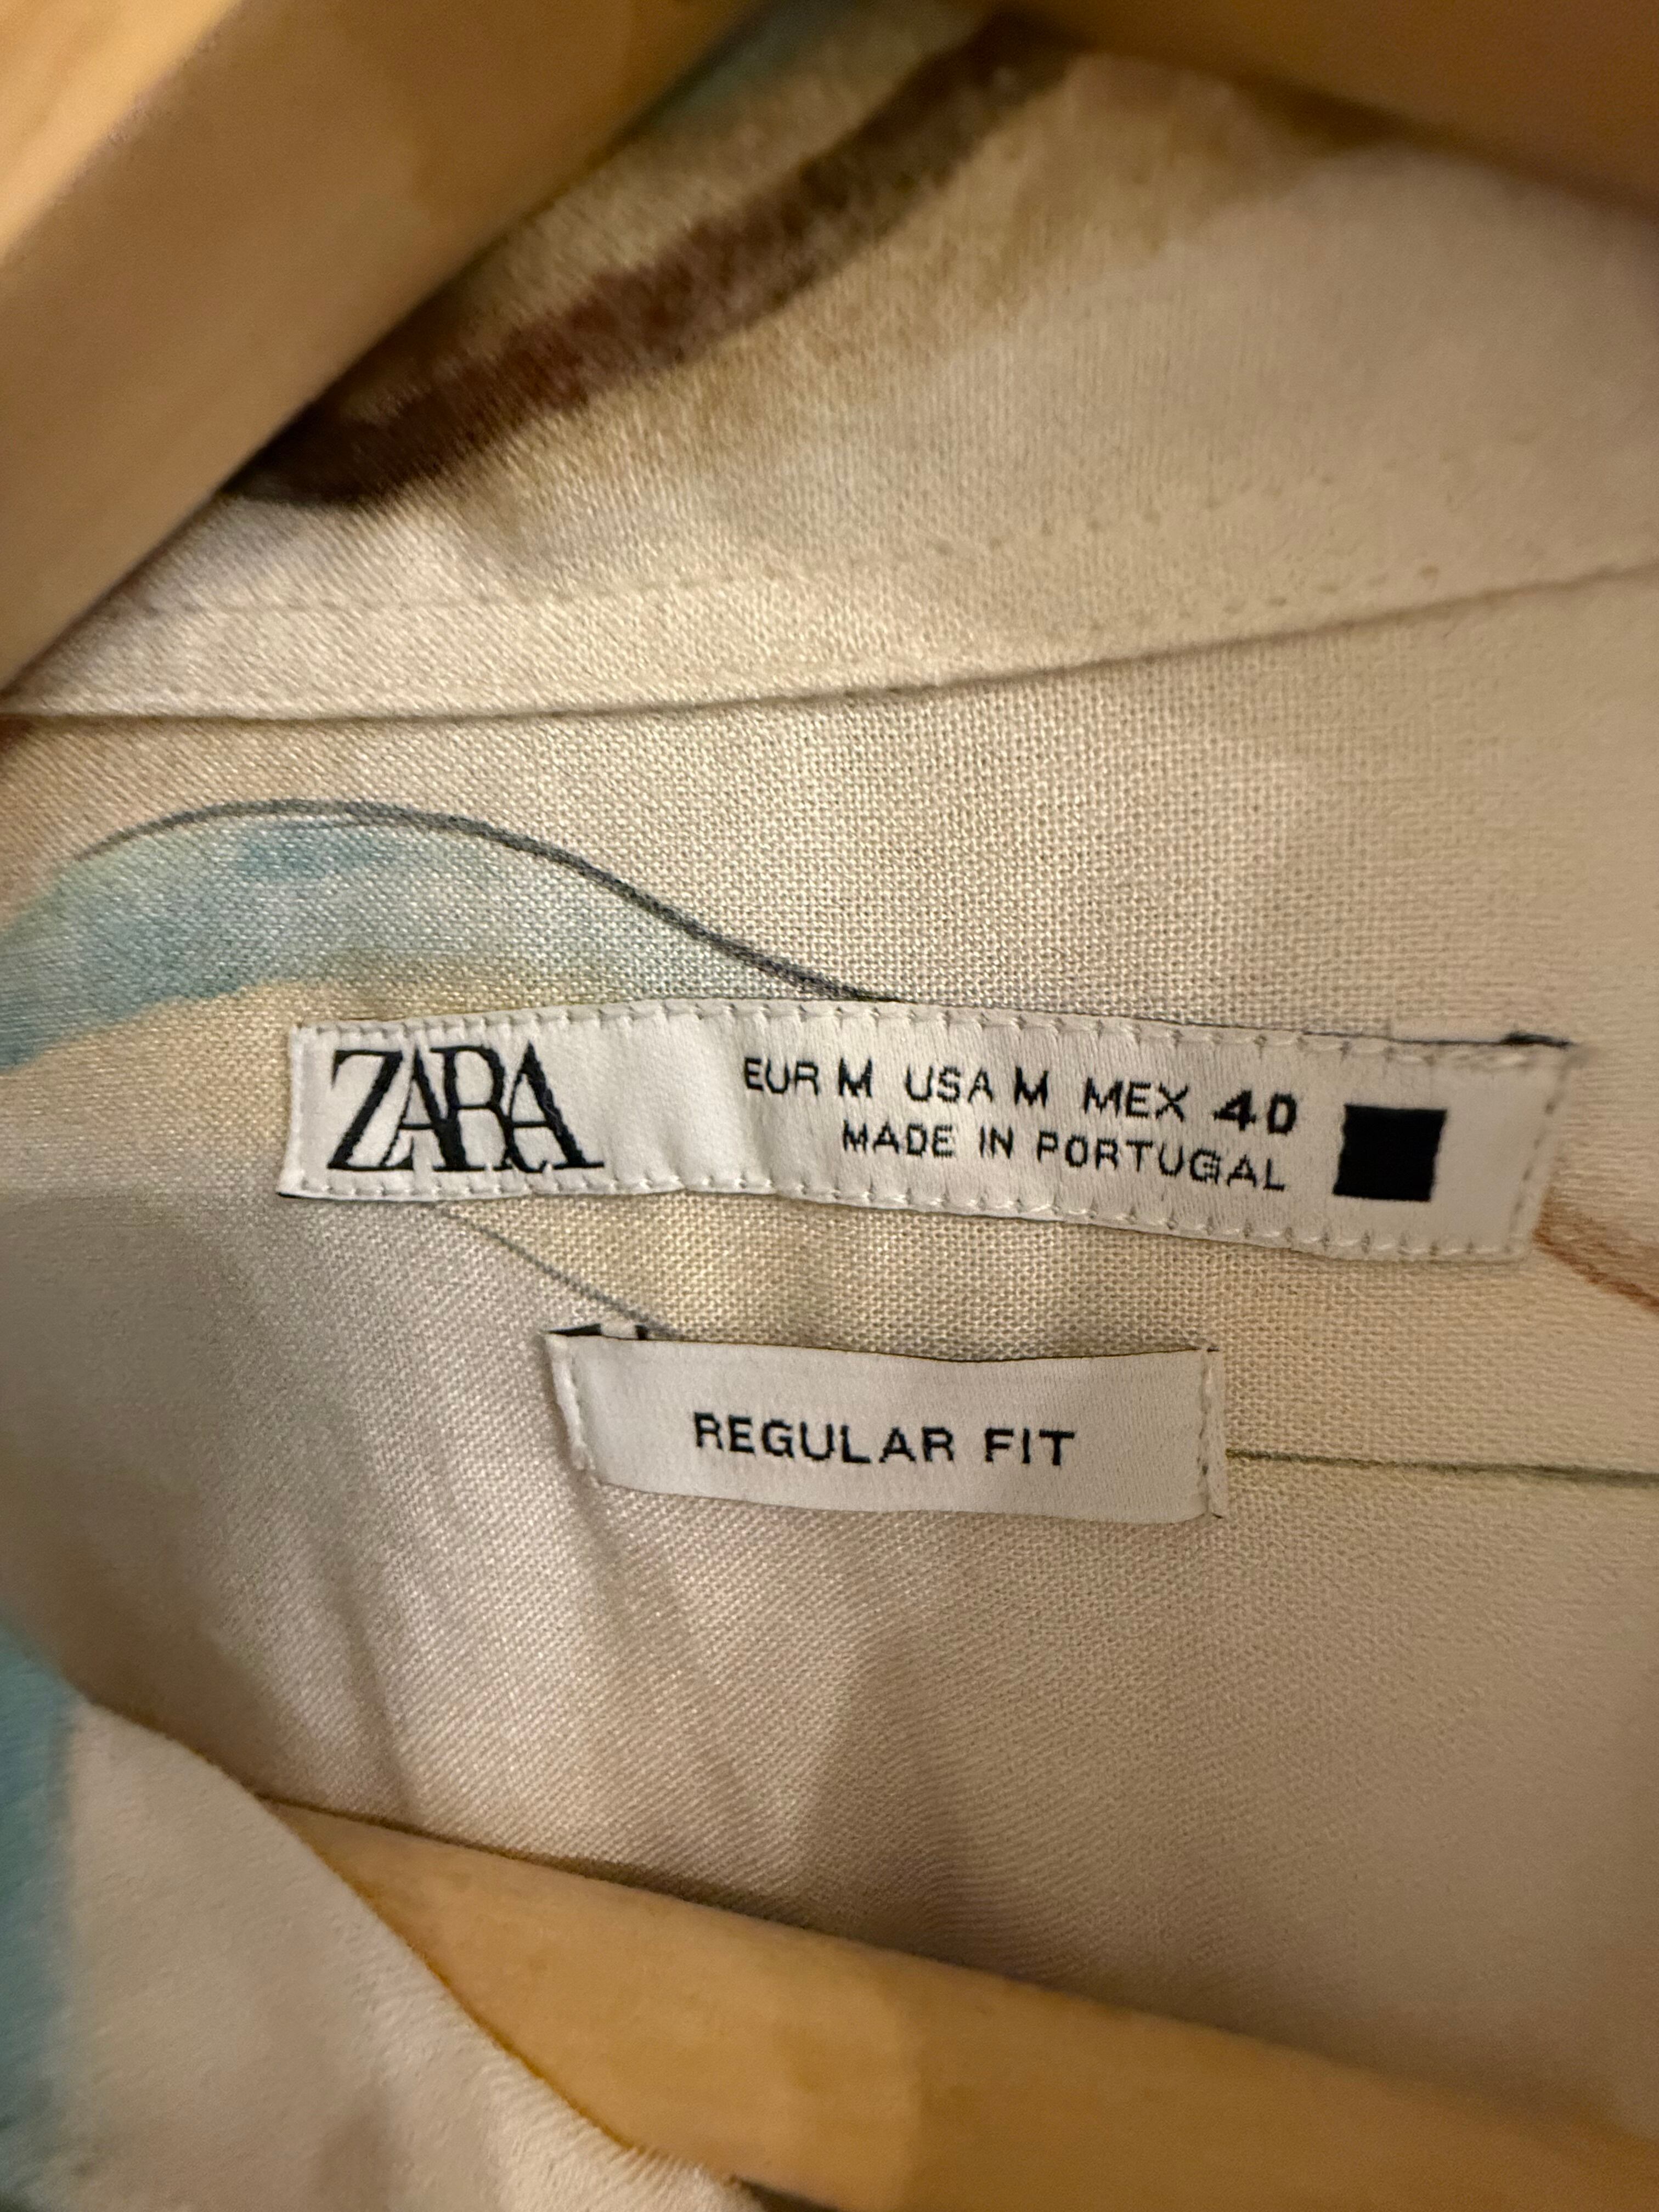 ZARA
EUR M USA M MEX 40
MADE IN PORTUGAL
REGULAR FIT